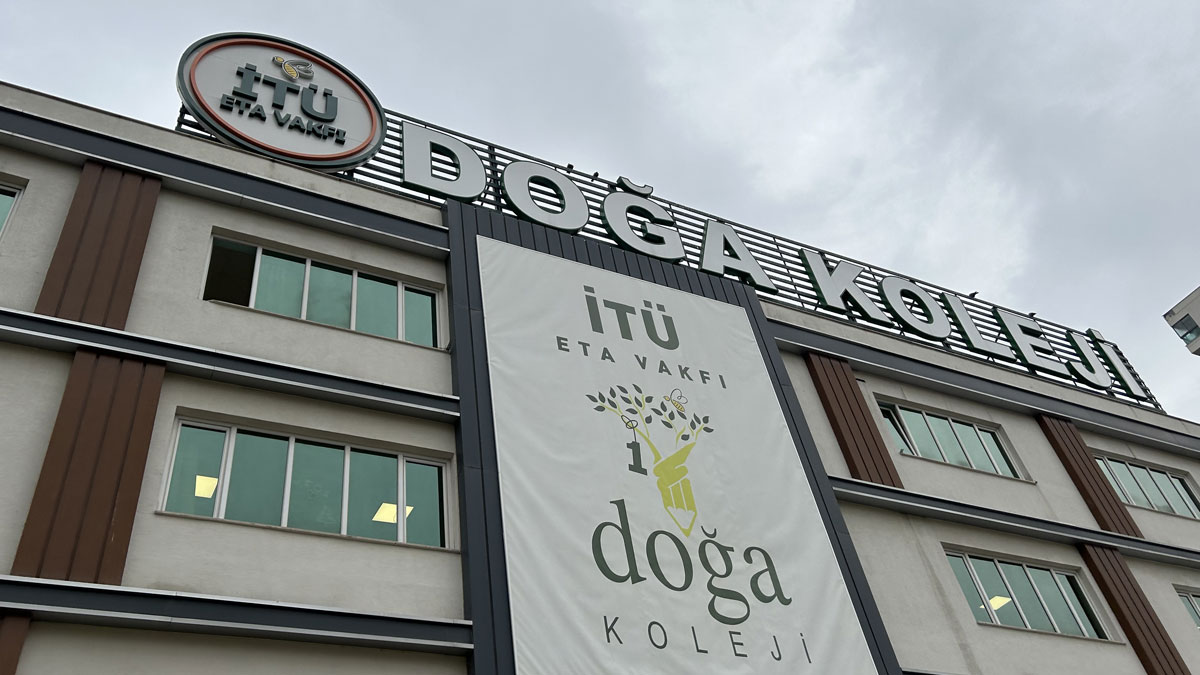 İTÜ
ETA VAKFI
DOĞA KOLEJİ
İTÜ
ETA VAKFI
1
doğa
KOLEJİ